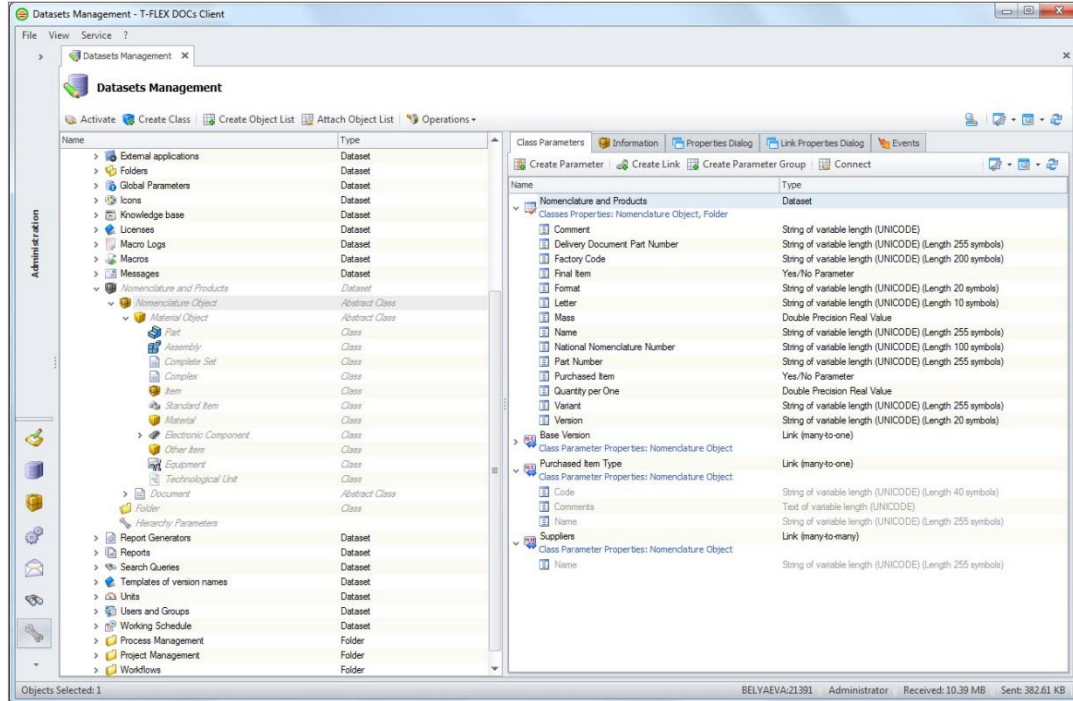 Datasets Management - T-FLEX DOCs Client
File View Service ?
Datasets Management
Datasets Management
Activate Create Class Create Object List Attach Object List Operations
Administration
Name Type
External applications Dataset
Folders Dataset
Global Parameters Dataset
Icons Dataset
Knowledge base Dataset
Licenses Dataset
Macro Logs Dataset
Macros Dataset
Messages Dataset
Nomenclature and Products Dataset
Nomenclature Object Abstract Class
Material Object Abstract Class
Part Class
Assembly Class
Complete Set Class
Complex Class
Item Class
Standard Item Class
Material Class
Electronic Component Class
Other Item Class
Equipment Class
Technological Unit Class
Document Abstract Class
Folder Class
Hierarchy Parameters
Report Generators Dataset
Reports Dataset
Search Queries Dataset
Templates of version names Dataset
Units Dataset
Users and Groups Dataset
Working Schedule Dataset
Process Management Folder
Project Management Folder
Workflows Folder
Class Parameters Information Properties Dialog Link Properties Dialog Events
Create Parameter Create Link Create Parameter Group Connect
Name Type
Nomenclature and Products Dataset
Classes Properties: Nomenclature Object, Folder
Comment String of variable length (UNICODE)
Delivery Document Part Number String of variable length (UNICODE) (Length 255 symbols)
Factory Code String of variable length (UNICODE) (Length 200 symbols)
Final Item Yes/No Parameter
Format String of variable length (UNICODE) (Length 20 symbols)
Letter String of variable length (UNICODE) (Length 10 symbols)
Mass Double Precision Real Value
Name String of variable length (UNICODE) (Length 255 symbols)
National Nomenclature Number String of variable length (UNICODE) (Length 100 symbols)
Part Number String of variable length (UNICODE) (Length 255 symbols)
Purchased Item Yes/No Parameter
Quantity per One Double Precision Real Value
Variant String of variable length (UNICODE) (Length 255 symbols)
Version String of variable length (UNICODE) (Length 20 symbols)
Base Version Link (many-to-one)
Class Parameter Properties: Nomenclature Object
Purchased Item Type Link (many-to-one)
Class Parameter Properties: Nomenclature Object
Code String of variable length (UNICODE) (Length 40 symbols)
Comments Text of variable length (UNICODE)
Name String of variable length (UNICODE) (Length 255 symbols)
Suppliers Link (many-to-many)
Class Parameter Properties: Nomenclature Object
Name String of variable length (UNICODE) (Length 255 symbols)
Objects Selected: 1 BELYAEVA:21391 Administrator Received: 10.39 MB Sent: 382.61 KB